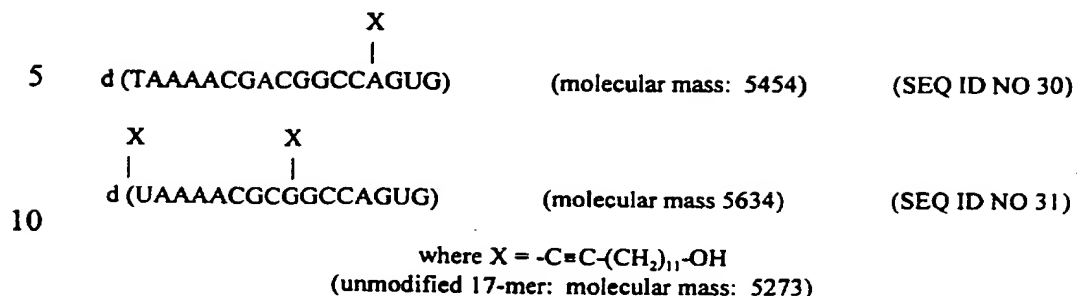 X
|
5 d (TAAAACGACGGCCAGUG) (molecular mass: 5454) (SEQ ID NO 30)
X X
| |
d (UAAAACGCGGCCAGUG) (molecular mass 5634) (SEQ ID NO 31)
10
where X = -C≡C-(CH₂)₁₁-OH
(unmodified 17-mer: molecular mass: 5273)